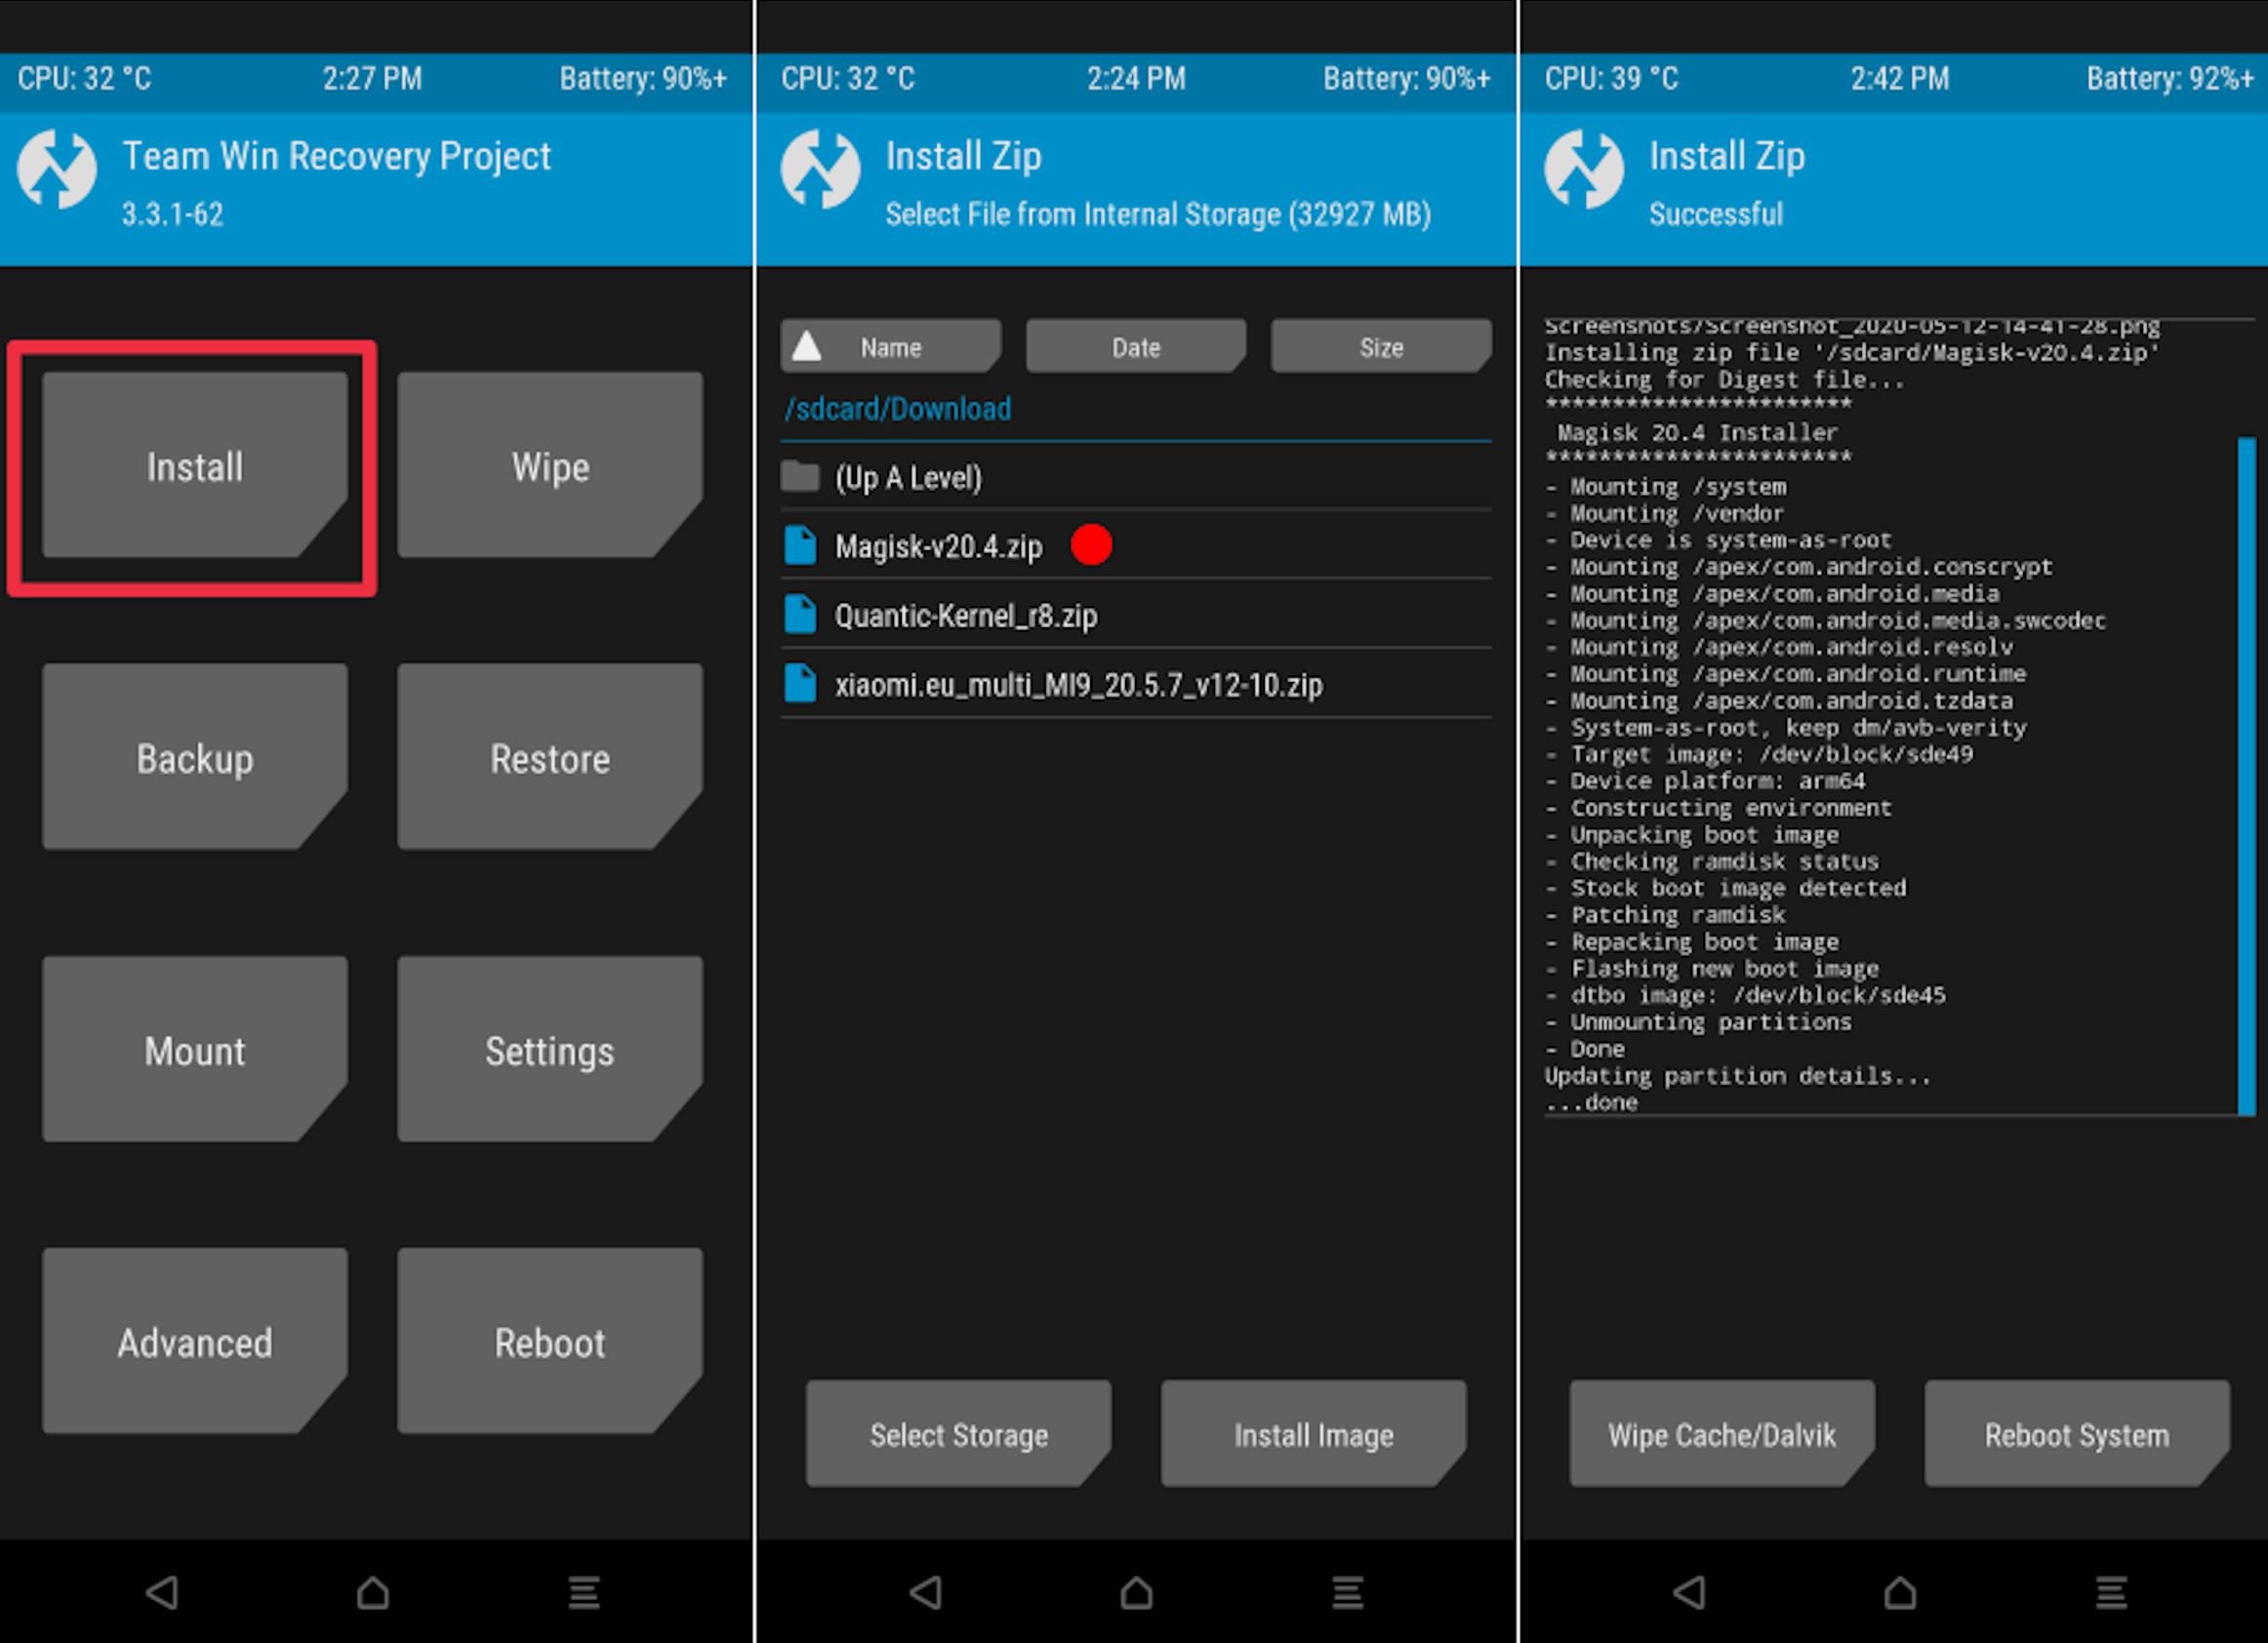 CPU: 32 °C 2:27 PM Battery: 90%+
Team Win Recovery Project
3.3.1-62
Install Wipe
Backup Restore
Mount Settings
Advanced Reboot
CPU: 32 °C 2:24 PM Battery: 90%+
Install Zip
Select File from Internal Storage (32927 MB)
Name Date Size
/sdcard/Download
(Up A Level)
Magisk-v20.4.zip
Quantic-Kernel_r8.zip
xiaomi.eu_multi_MI9_20.5.7_v12-10.zip
Select Storage Install Image
CPU: 39 °C 2:42 PM Battery: 92%+
Install Zip
Successful
Screenshots/Screenshot_2020-05-12-14-41-28.png
Installing zip file '/sdcard/Magisk-v20.4.zip'
Checking for Digest file...
***********************
Magisk 20.4 Installer
***********************
- Mounting /system
- Mounting /vendor
- Device is system-as-root
- Mounting /apex/com.android.conscrypt
- Mounting /apex/com.android.media
- Mounting /apex/com.android.media.swcodec
- Mounting /apex/com.android.resolv
- Mounting /apex/com.android.runtime
- Mounting /apex/com.android.tzdata
- System-as-root, keep dm/avb-verity
- Target image: /dev/block/sde49
- Device platform: arm64
- Constructing environment
- Unpacking boot image
- Checking ramdisk status
- Stock boot image detected
- Patching ramdisk
- Repacking boot image
- Flashing new boot image
- dtbo image: /dev/block/sde45
- Unmounting partitions
- Done
Updating partition details...
...done
Wipe Cache/Dalvik Reboot System